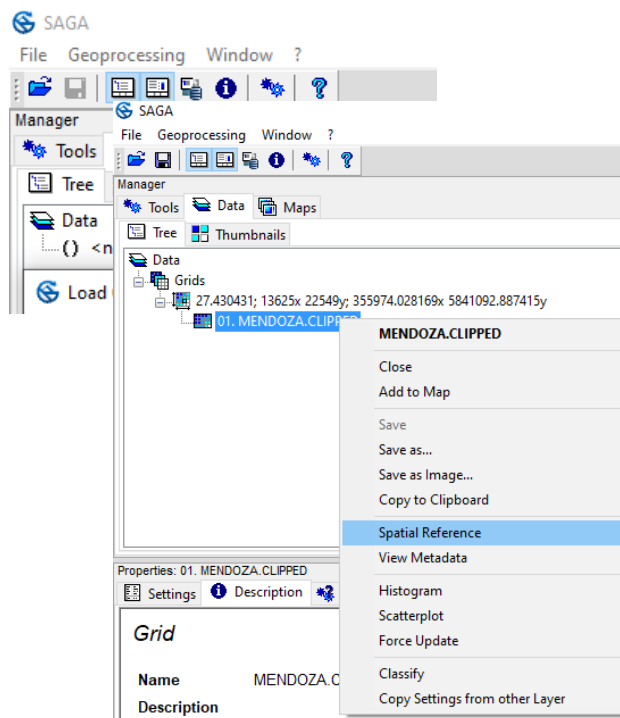 SAGA
File Geoprocessing Window ?
Manager
Tools
Tree
Data
() <n
Load
SAGA
File Geoprocessing Window ?
Manager
Tools Data Maps
Tree Thumbnails
Data
Grids
27.430431; 13625x 22549y; 355974.028169x 5841092.887415y
01. MENDOZA.CLIPPED
MENDOZA.CLIPPED
Close
Add to Map
Save
Save as...
Save as Image...
Copy to Clipboard
Spatial Reference
View Metadata
Histogram
Scatterplot
Force Update
Classify
Copy Settings from other Layer
Properties: 01. MENDOZA.CLIPPED
Settings Description
Grid
Name MENDOZA.C
Description